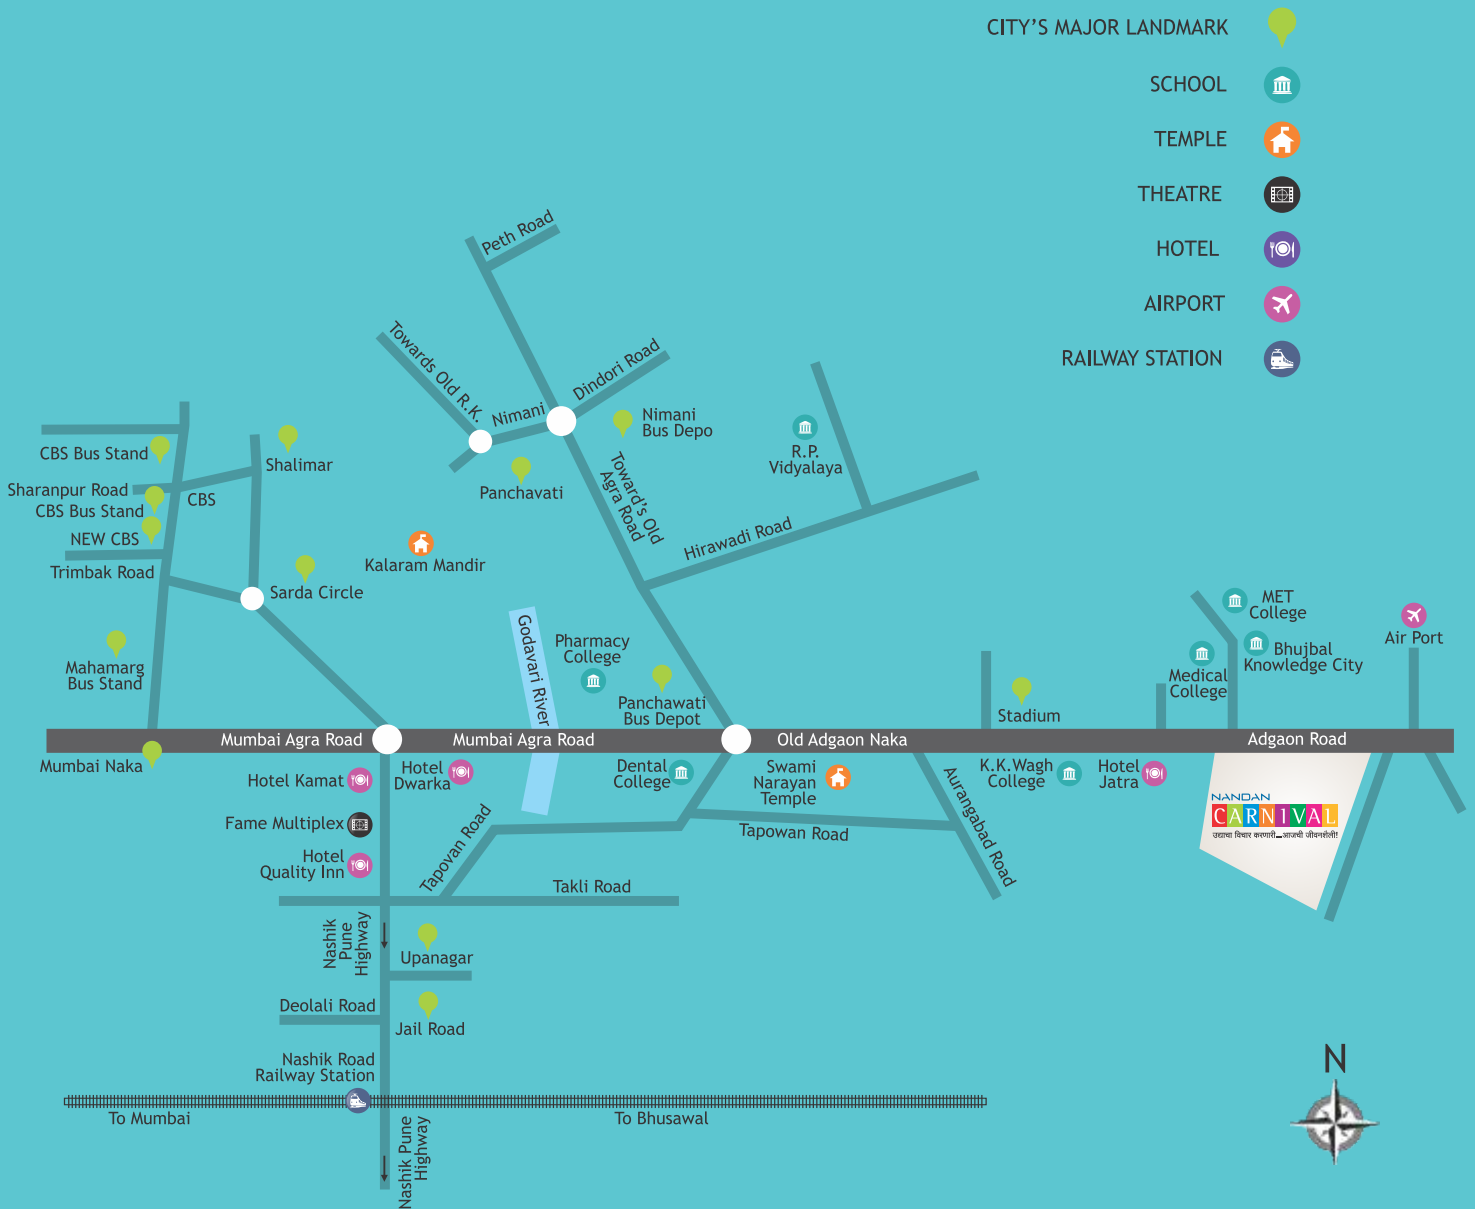 CITY'S MAJOR LANDMARK
SCHOOL
TEMPLE
THEATRE
HOTEL
AIRPORT
RAILWAY STATION
Peth Road
Towards Old R.K.
Nimani
Dindori Road
Nimani
Bus Depo
R.P.
Vidyalaya
CBS Bus Stand
Shalimar
Sharanpur Road
CBS
CBS Bus Stand
NEW CBS
Trimbak Road
Panchavati
Toward's Old
Agra Road
Hirawadi Road
Kalaram Mandir
Sarda Circle
Mahamarg
Bus Stand
Godavari River
Pharmacy
College
Panchawati
Bus Depot
Stadium
MET
College
Bhujbal
Knowledge City
Medical
College
Air Port
Mumbai Agra Road
Mumbai Agra Road
Old Adgaon Naka
Adgaon Road
Mumbai Naka
Hotel Kamat
Hotel
Dwarka
Dental
College
Swami
Narayan
Temple
Aurangabad Road
K.K.Wagh
College
Hotel
Jatra
NANDAN
CARNIVAL
उद्याचा विचार करणारी...आजची जीवनशैली!
Fame Multiplex
Hotel
Quality Inn
Tapovan Road
Tapowan Road
Takli Road
Nashik
Pune
Highway
Upanagar
Deolali Road
Jail Road
Nashik Road
Railway Station
To Mumbai
To Bhusawal
Nashik Pune
Highway
N